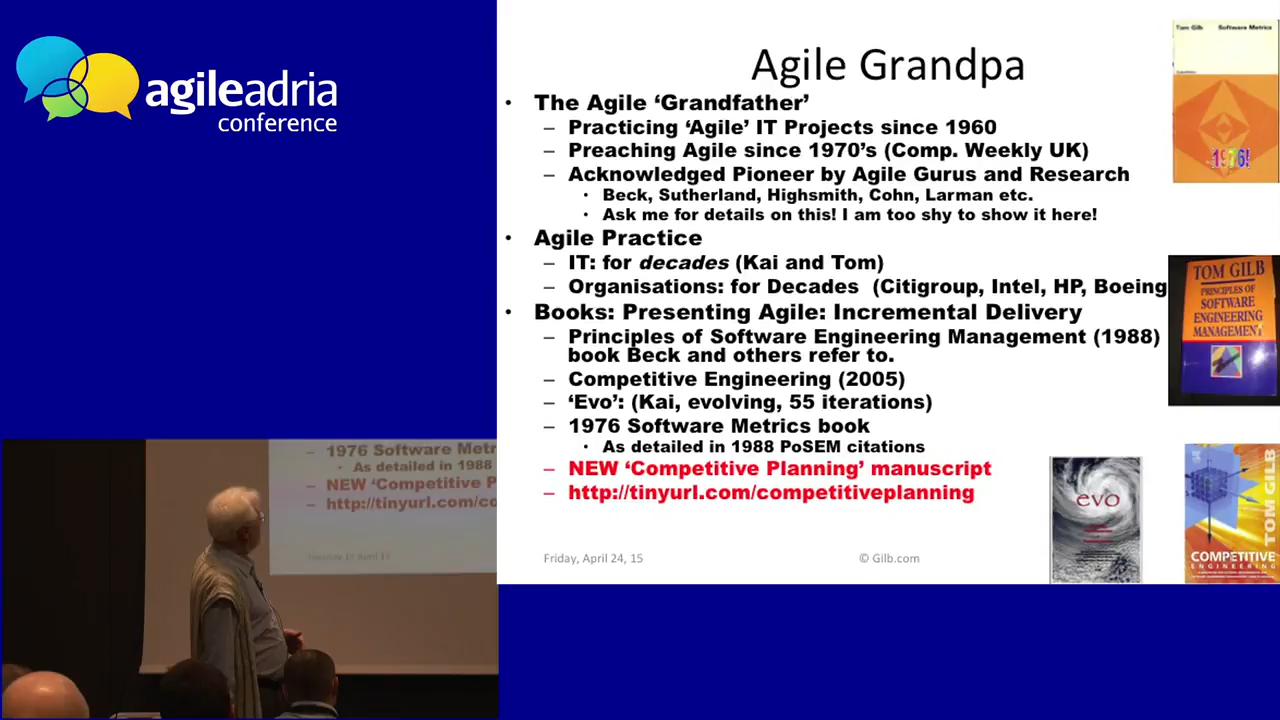 agileadria
conference
Agile Grandpa
• The Agile ‘Grandfather’
– Practicing ‘Agile’ IT Projects since 1960
– Preaching Agile since 1970’s (Comp. Weekly UK)
– Acknowledged Pioneer by Agile Gurus and Research
• Beck, Sutherland, Highsmith, Cohn, Larman etc.
• Ask me for details on this! I am too shy to show it here!
• Agile Practice
– IT: for decades (Kai and Tom)
– Organisations: for Decades (Citigroup, Intel, HP, Boeing
• Books: Presenting Agile: Incremental Delivery
– Principles of Software Engineering Management (1988)
book Beck and others refer to.
– Competitive Engineering (2005)
– ‘Evo’: (Kai, evolving, 55 iterations)
– 1976 Software Metrics book
• As detailed in 1988 PoSEM citations
– NEW ‘Competitive Planning’ manuscript
– http://tinyurl.com/competitiveplanning
Friday, April 24, 15
© Gilb.com
Tom Gilb Software Metrics
1976!
TOM GILB
PRINCIPLES OF
SOFTWARE
ENGINEERING
MANAGEMENT
evo
TOM GILB
COMPETITIVE
ENGINEERING
– 1976 Software Metr
• As detailed in 1988
– NEW ‘Competitive P
– http://tinyurl.com/co